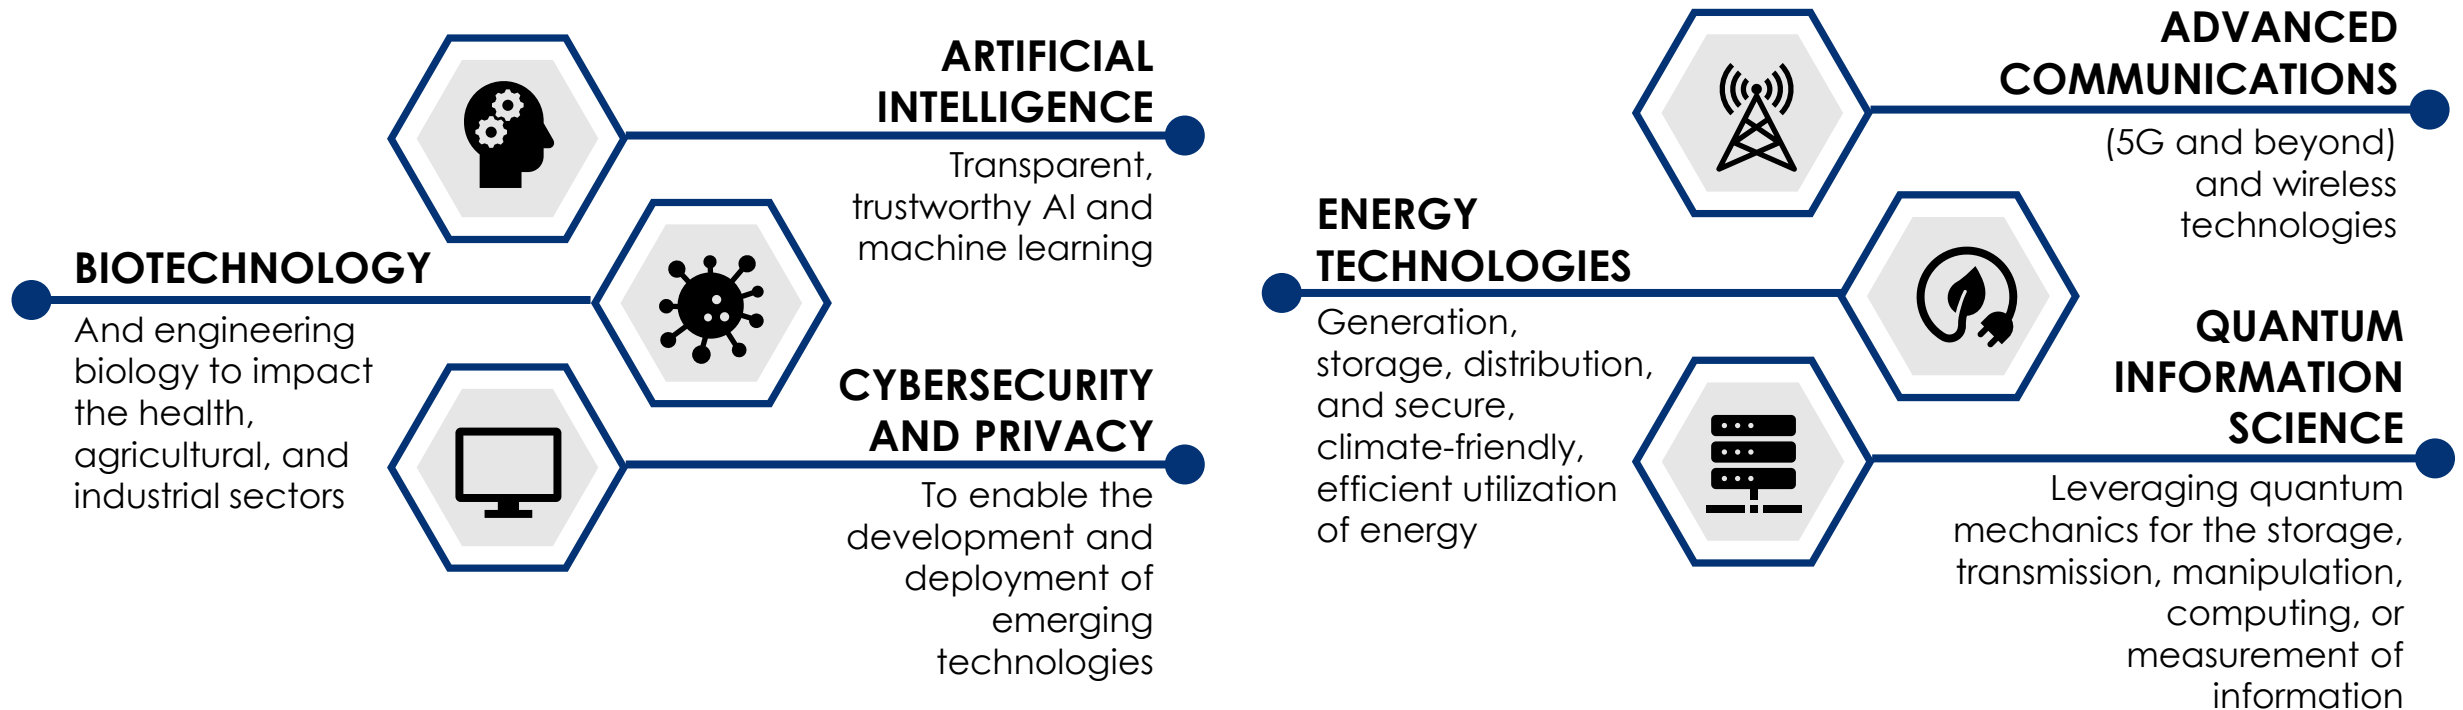 ARTIFICIAL
INTELLIGENCE
Transparent,
trustworthy AI and
machine learning
BIOTECHNOLOGY
And engineering
biology to impact
the health,
agricultural, and
industrial sectors
CYBERSECURITY
AND PRIVACY
To enable the
development and
deployment of
emerging
technologies
ADVANCED
COMMUNICATIONS
(5G and beyond)
and wireless
technologies
ENERGY
TECHNOLOGIES
Generation,
storage, distribution,
and secure,
climate-friendly,
efficient utilization
of energy
QUANTUM
INFORMATION
SCIENCE
Leveraging quantum
mechanics for the storage,
transmission, manipulation,
computing, or
measurement of
information